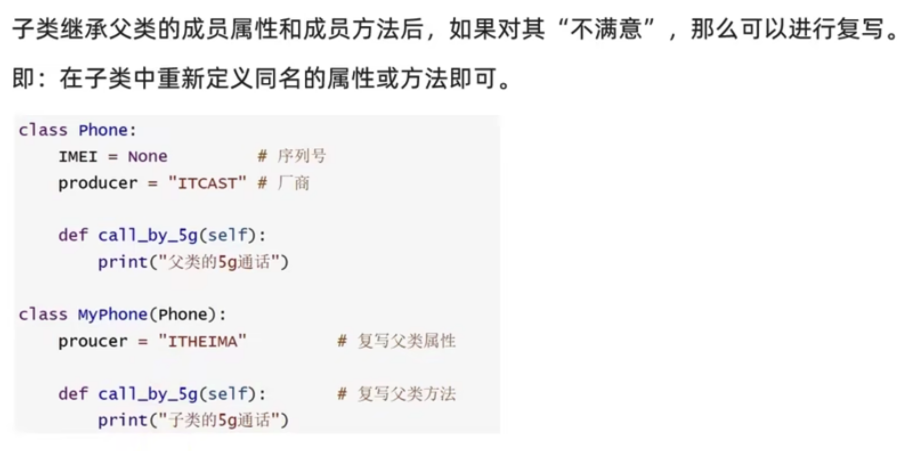 子类继承父类的成员属性和成员方法后，如果对其“不满意”，那么可以进行复写。
即：在子类中重新定义同名的属性或方法即可。
class Phone:
    IMEI = None         # 序列号
    producer = "ITCAST" # 厂商

    def call_by_5g(self):
        print("父类的5g通话")

class MyPhone(Phone):
    proucer = "ITHEIMA"         # 复写父类属性

    def call_by_5g(self):       # 复写父类方法
        print("子类的5g通话")